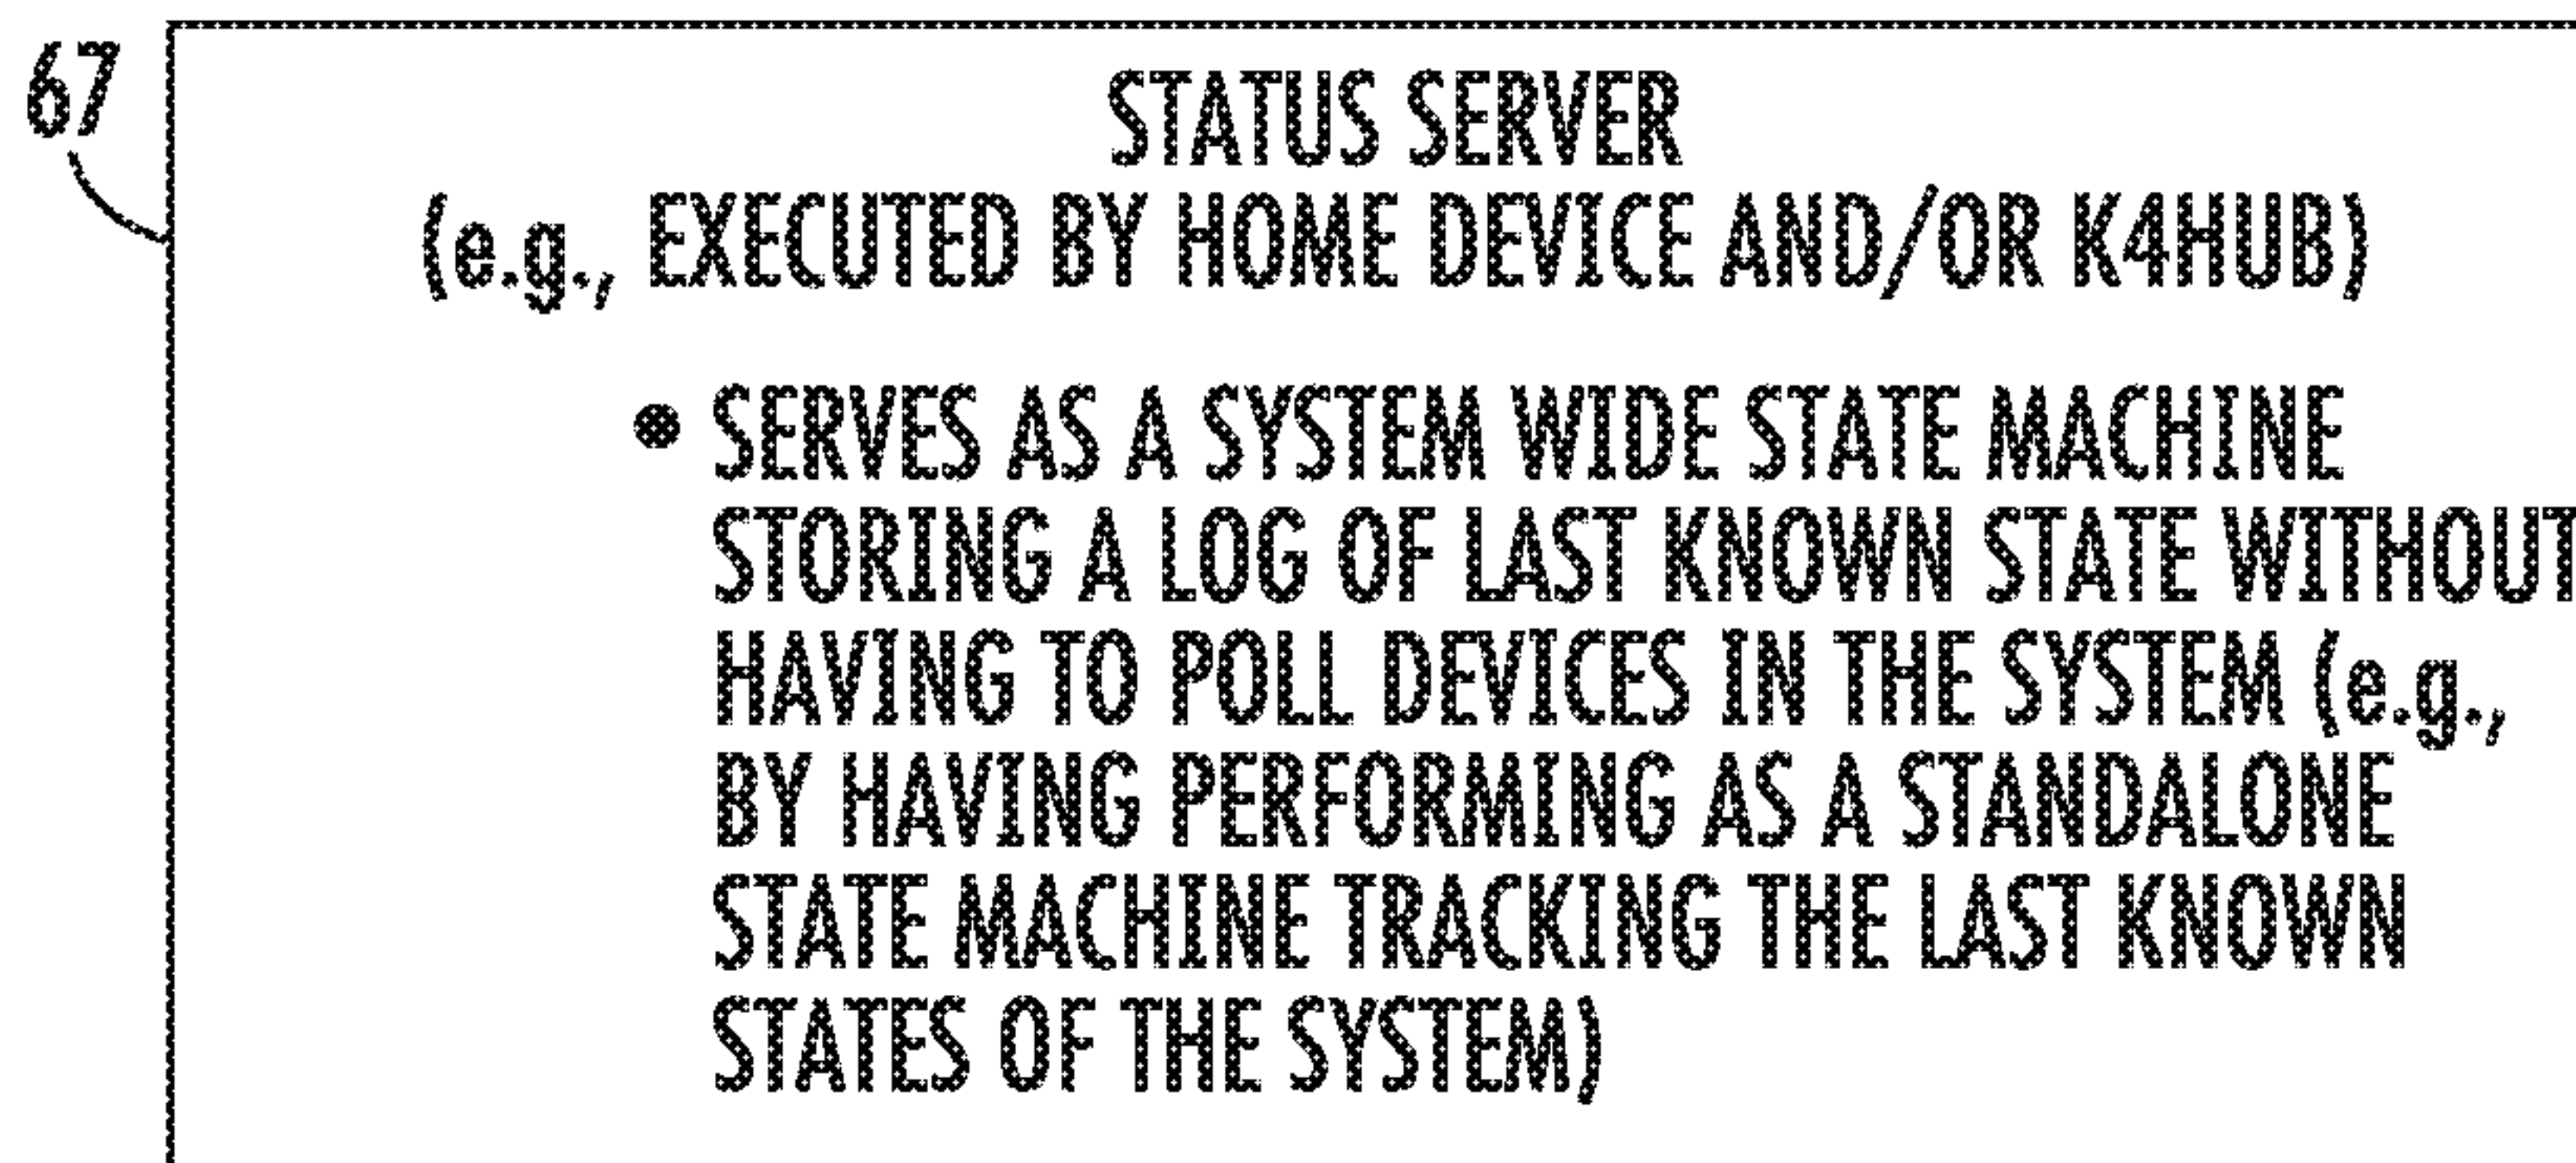 67
STATUS SERVER
(e.g., EXECUTED BY HOME DEVICE AND/OR K4HUB)
• SERVES AS A SYSTEM WIDE STATE MACHINE
STORING A LOG OF LAST KNOWN STATE WITHOUT
HAVING TO POLL DEVICES IN THE SYSTEM (e.g.,
BY HAVING PERFORMING AS A STANDALONE
STATE MACHINE TRACKING THE LAST KNOWN
STATES OF THE SYSTEM)